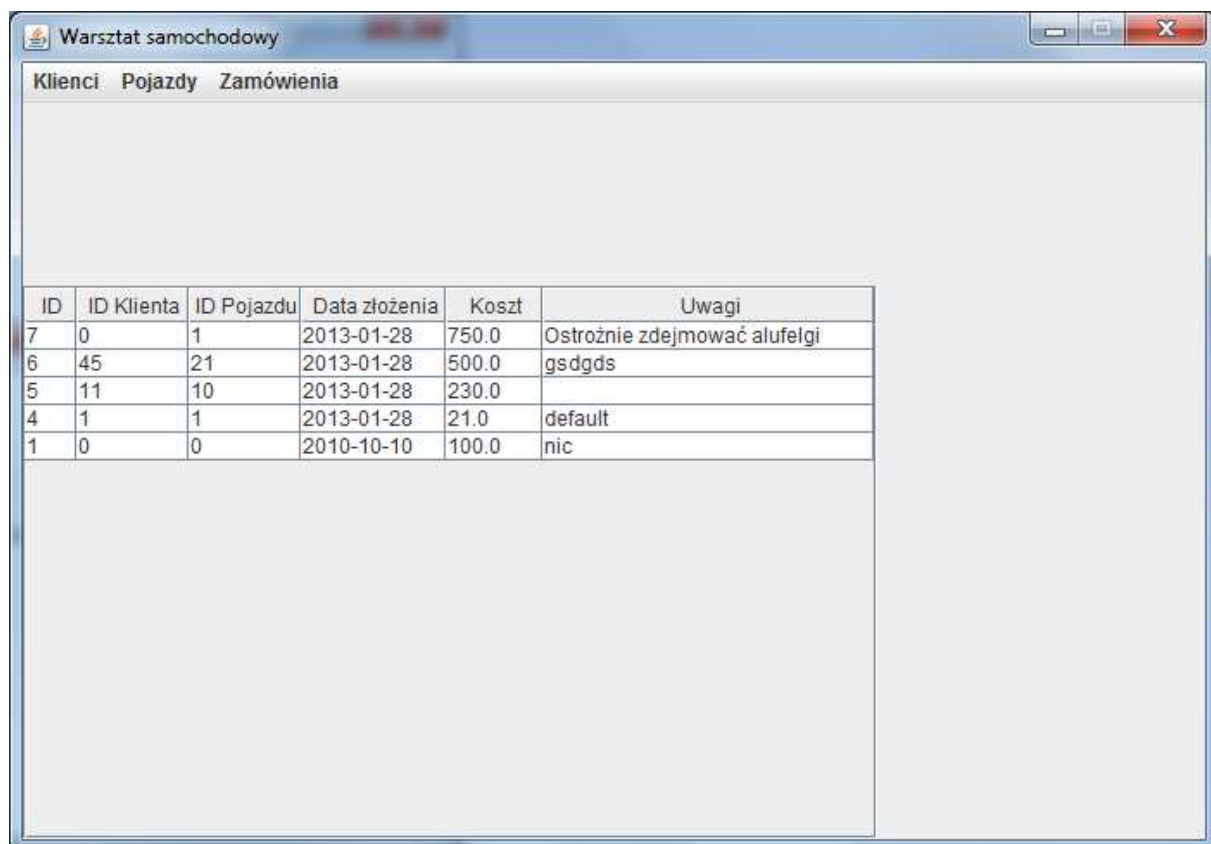 Warsztat samochodowy
Klienci Pojazdy Zamówienia
ID ID Klienta ID Pojazdu Data złożenia Koszt Uwagi
7 0 1 2013-01-28 750.0 Ostrożnie zdejmować alufelgi
6 45 21 2013-01-28 500.0 gsdgds
5 11 10 2013-01-28 230.0
4 1 1 2013-01-28 21.0 default
1 0 0 2010-10-10 100.0 nic